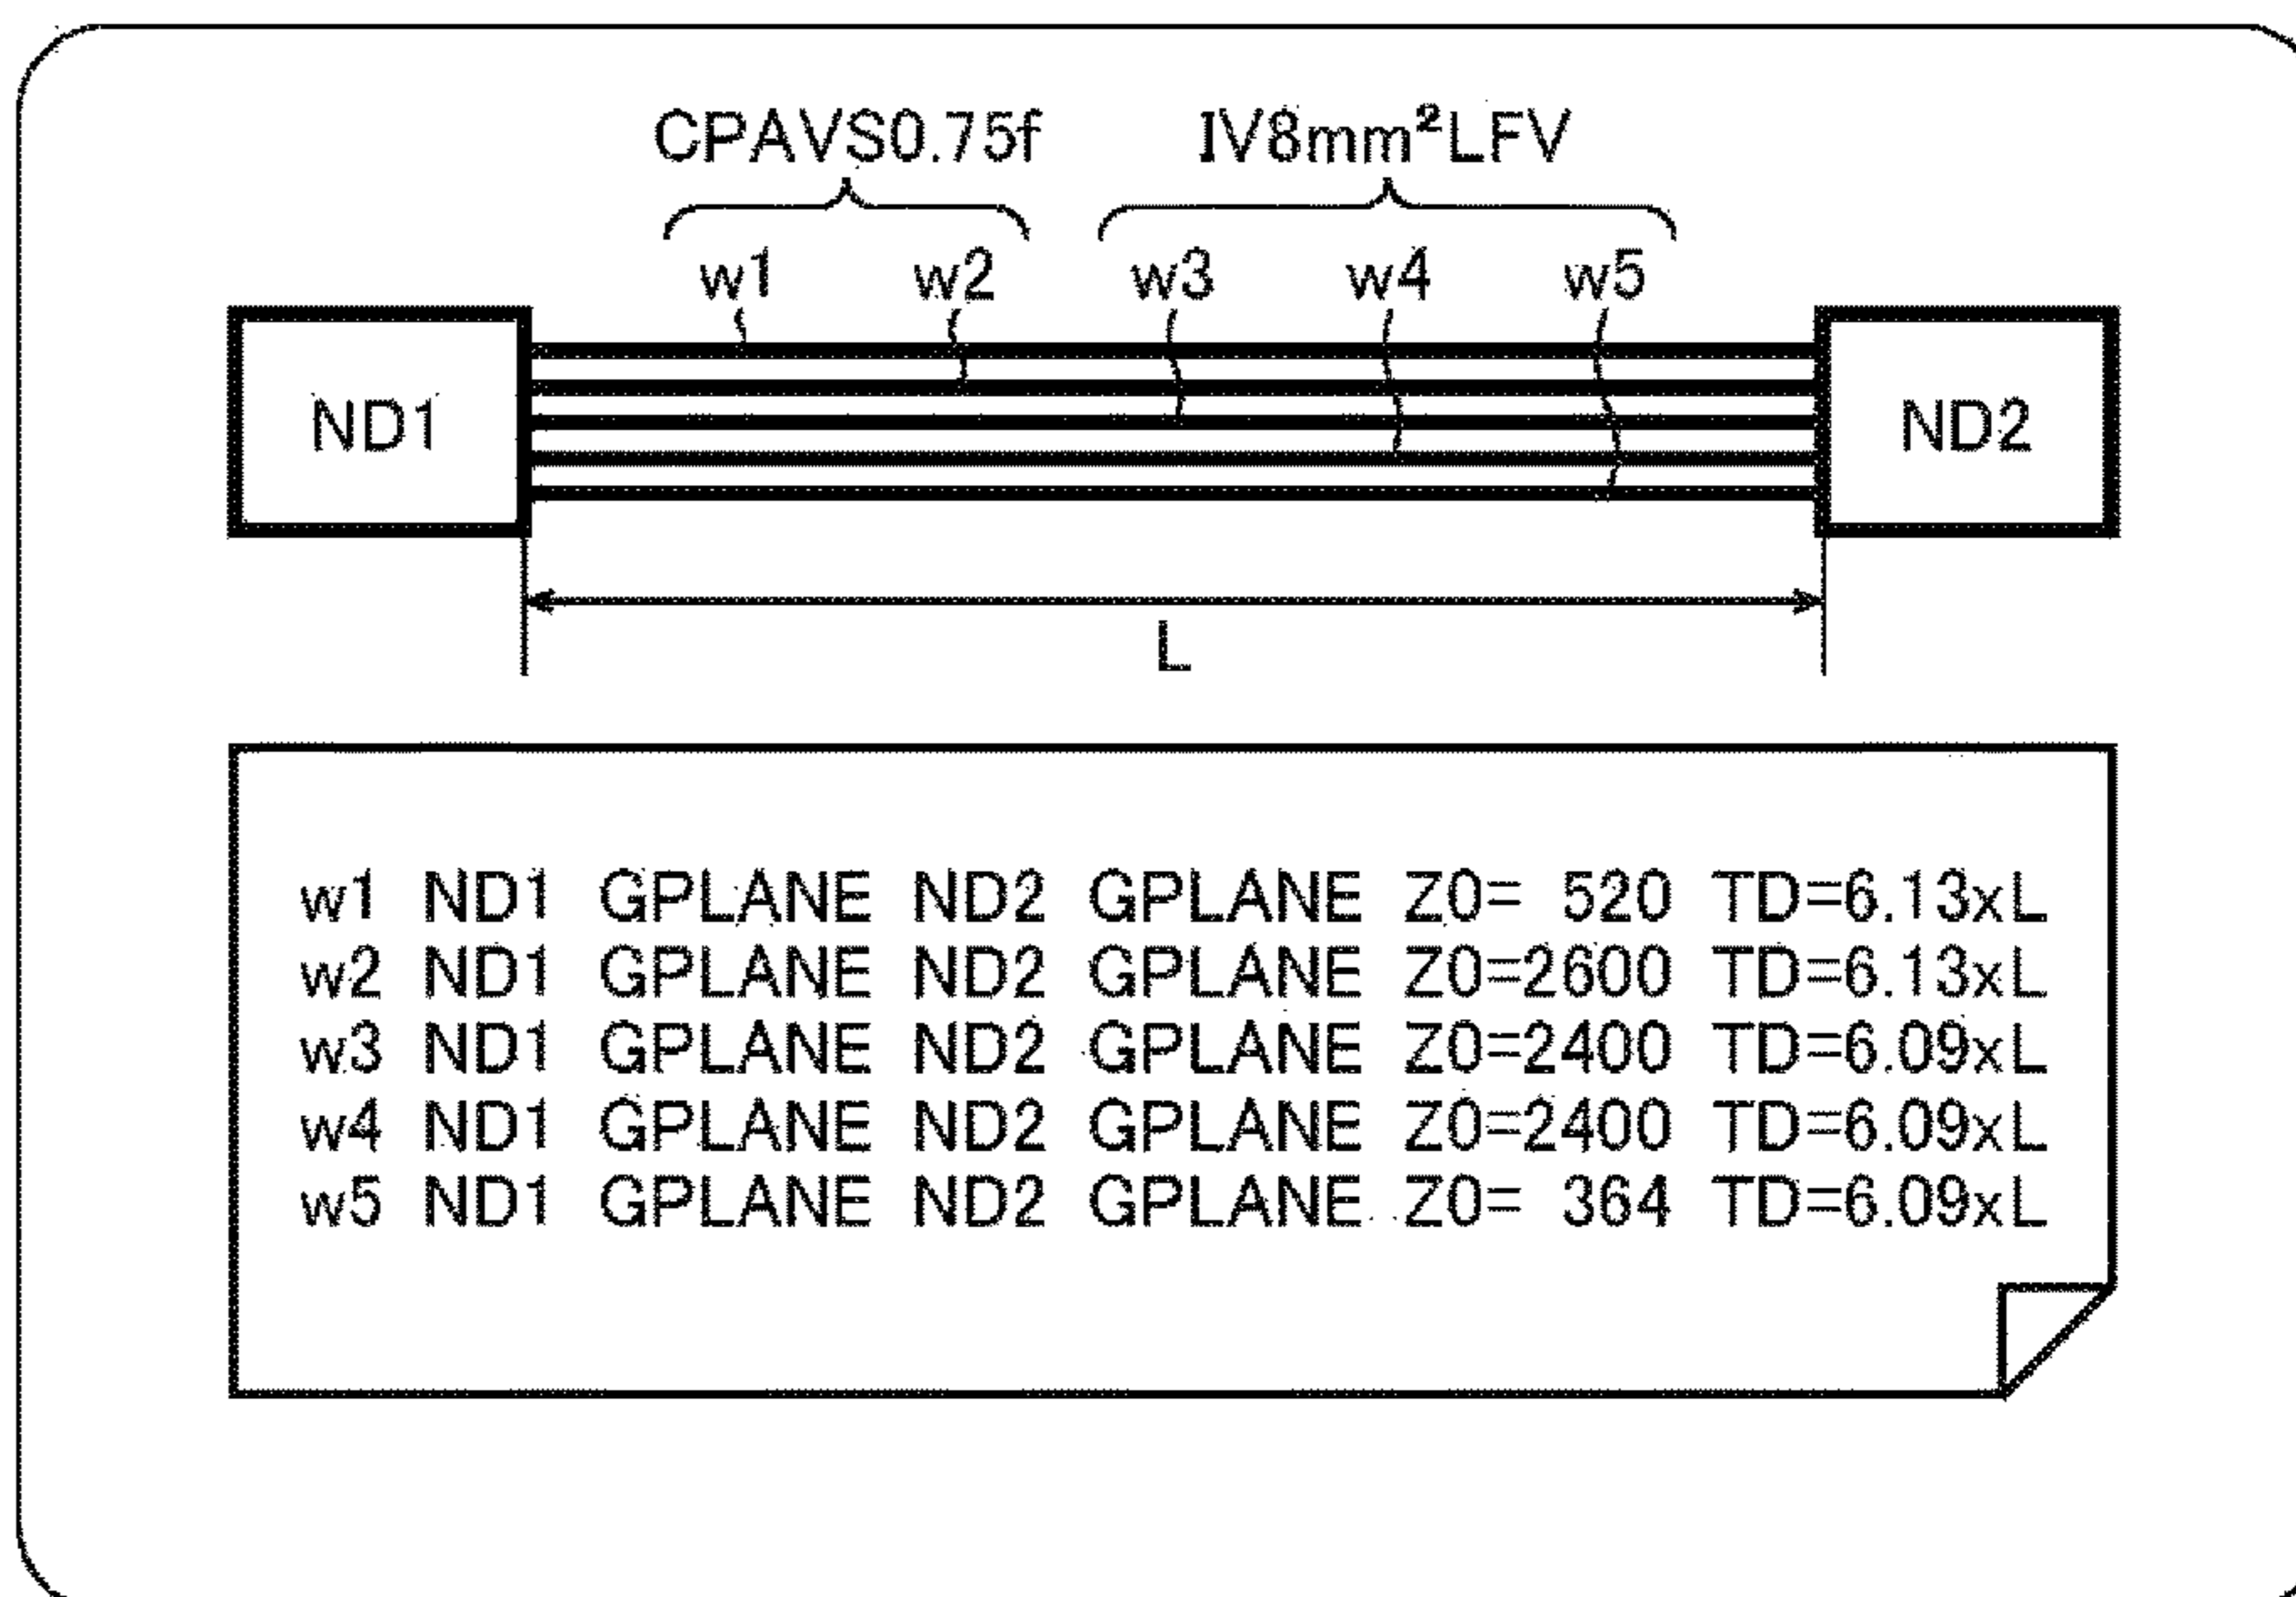 CPAVS0.75f IV8mm²LFV
w1 w2 w3 w4 w5
ND1 ND2
L
w1 ND1 GPLANE ND2 GPLANE Z0= 520 TD=6.13xL
w2 ND1 GPLANE ND2 GPLANE Z0=2600 TD=6.13xL
w3 ND1 GPLANE ND2 GPLANE Z0=2400 TD=6.09xL
w4 ND1 GPLANE ND2 GPLANE Z0=2400 TD=6.09xL
w5 ND1 GPLANE ND2 GPLANE Z0= 364 TD=6.09xL